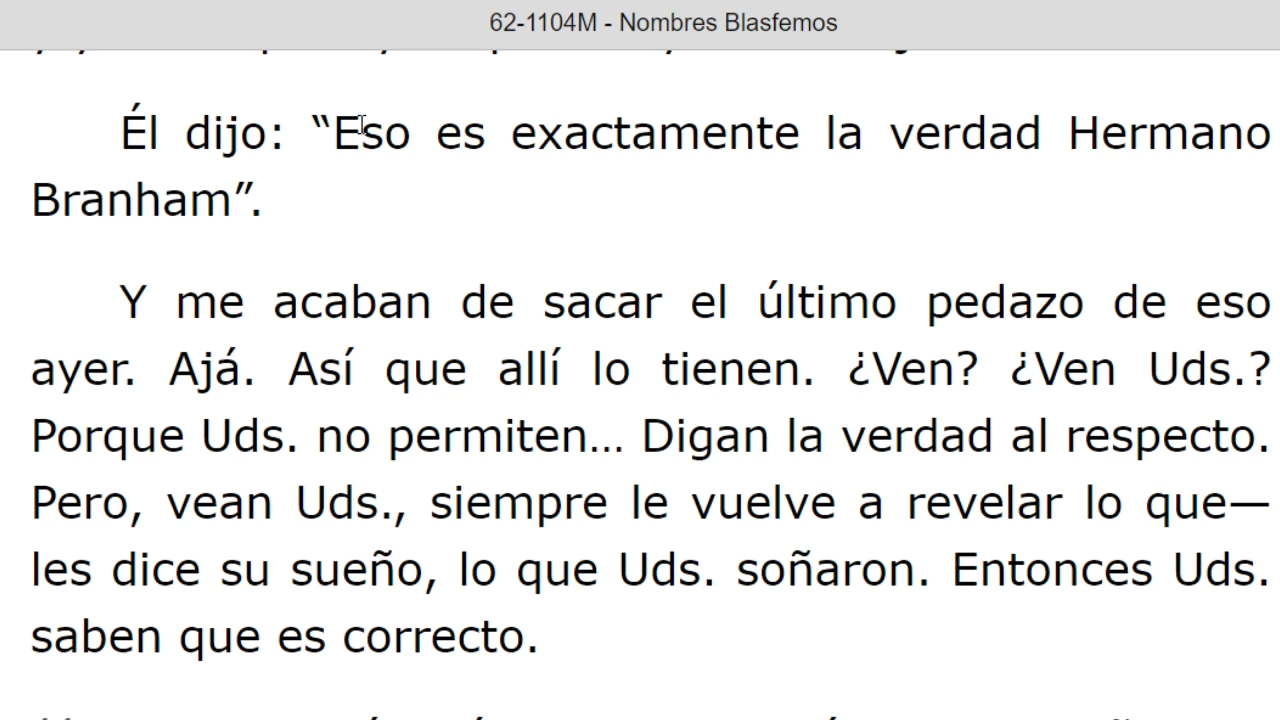 62-1104M - Nombres Blasfemos
Él dijo: “Eso es exactamente la verdad Hermano
Branham”.
Y me acaban de sacar el último pedazo de eso
ayer. Ajá. Así que allí lo tienen. ¿Ven? ¿Ven Uds.?
Porque Uds. no permiten… Digan la verdad al respecto.
Pero, vean Uds., siempre le vuelve a revelar lo que—
les dice su sueño, lo que Uds. soñaron. Entonces Uds.
saben que es correcto.